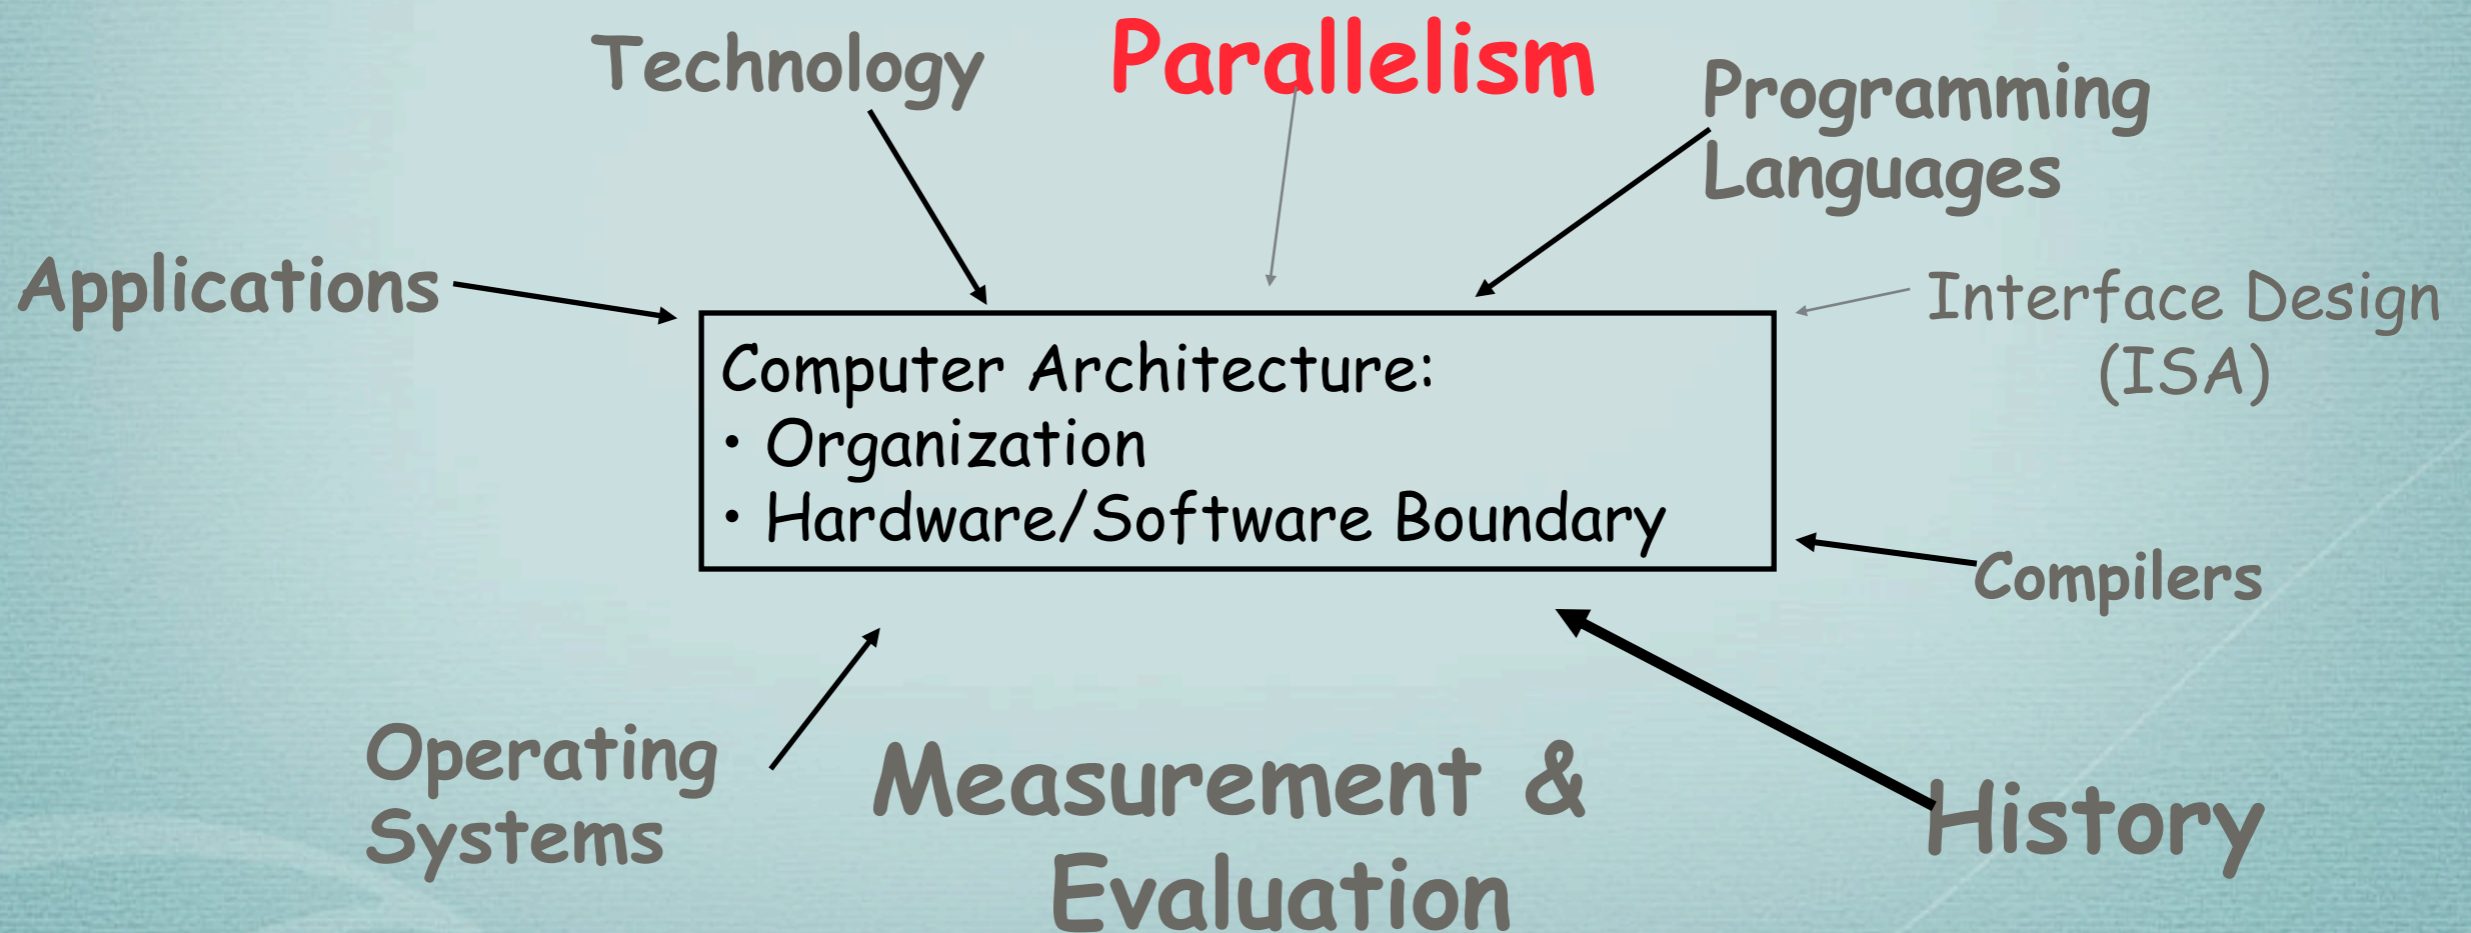 Technology
Parallelism
Programming
Languages
Applications
Interface Design
(ISA)
Computer Architecture:
• Organization
• Hardware/Software Boundary
Compilers
Operating
Systems
Measurement &
Evaluation
History